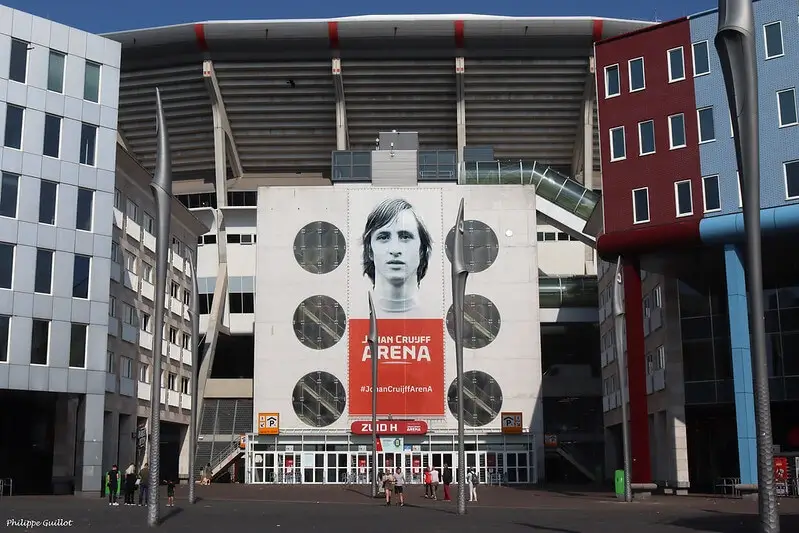 JOHAN CRUIJFF
ARENA
#JohanCruijffArenA
ZUID H
Philippe Guillot